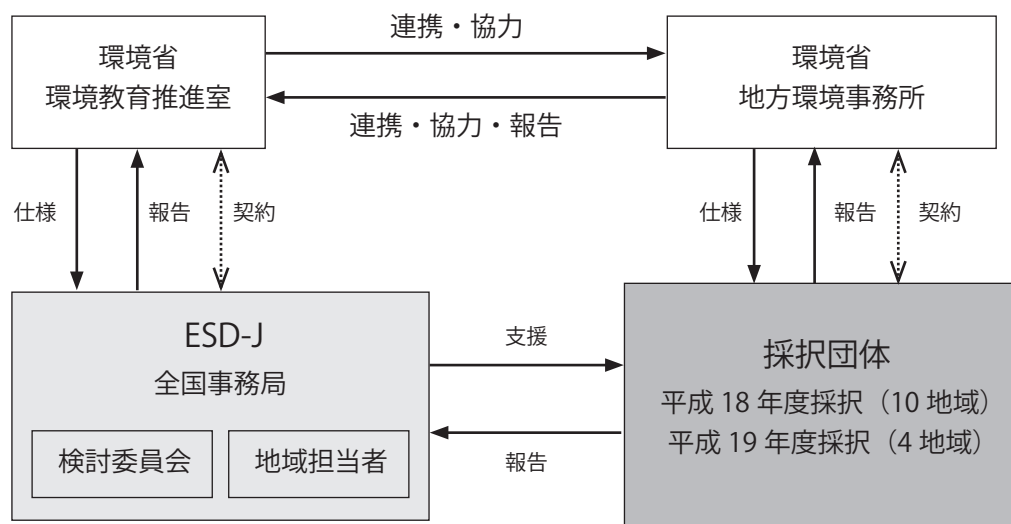 連携・協力
環境省
環境教育推進室
環境省
地方環境事務所
連携・協力・報告
仕様
報告
契約
仕様
報告
契約
ESD-J
全国事務局
検討委員会
地域担当者
支援
報告
採択団体
平成 18 年度採択（10 地域）
平成 19 年度採択（4 地域）